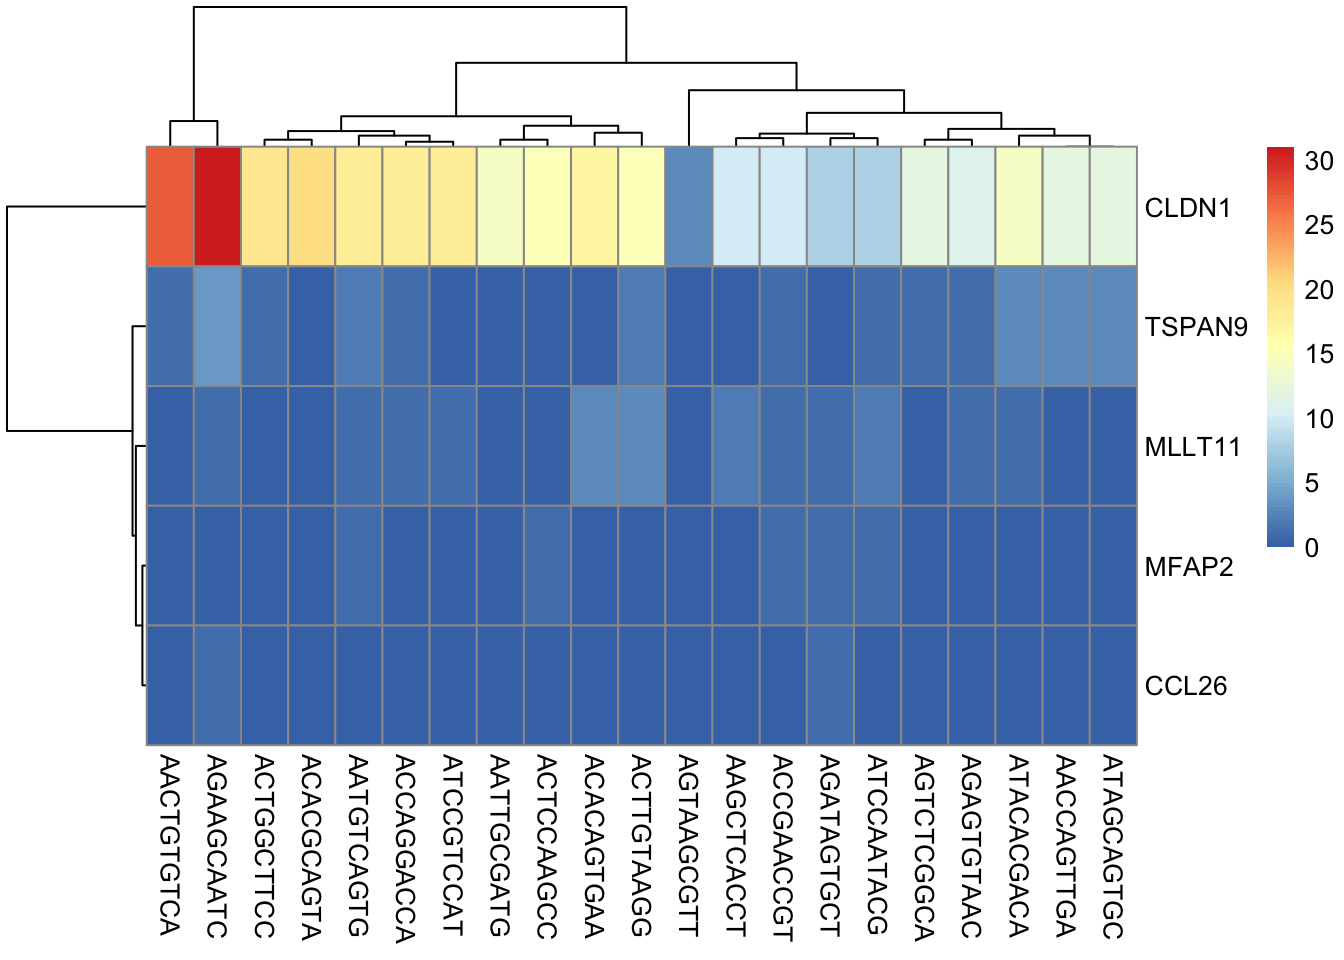 CLDN1
TSPAN9
MLLT11
MFAP2
CCL26
30
25
20
15
10
5
0
AACTGTGTCA
AGAAGCAATC
ACTGGCTTCC
ACACGCAGTA
AATGTCAGTG
ACCAGGACCA
ATCCGTCCAT
AATTGCGATG
ACTCCAAGCC
ACACAGTGAA
ACTTGTAAGG
AGTAAGCGTT
AAGCTCACCT
ACCGAACCGT
AGATAGTGCT
ATCCAATACG
AGTCTCGGCA
AGAGTGTAAC
ATACACGACA
AACCAGTTGA
ATAGCAGTGC